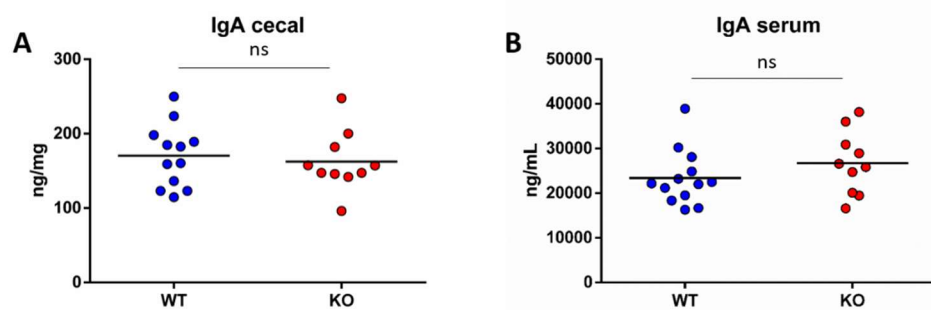 A
IgA cecal
ns
300
200
100
0
ng/mg
WT
KO
B
IgA serum
ns
50000
40000
30000
20000
10000
0
ng/mL
WT
KO